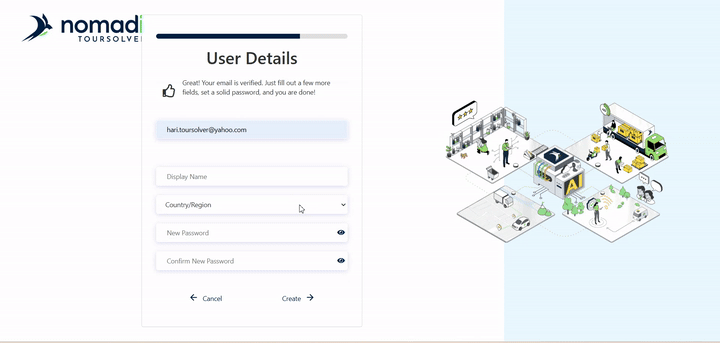 nomadi
TOURSOLVE
User Details
Great! Your email is verified. Just fill out a few more
fields, set a solid password, and you are done!
hari.toursolver@yahoo.com
Display Name
Country/Region
New Password
Confirm New Password
Cancel
Create
AI